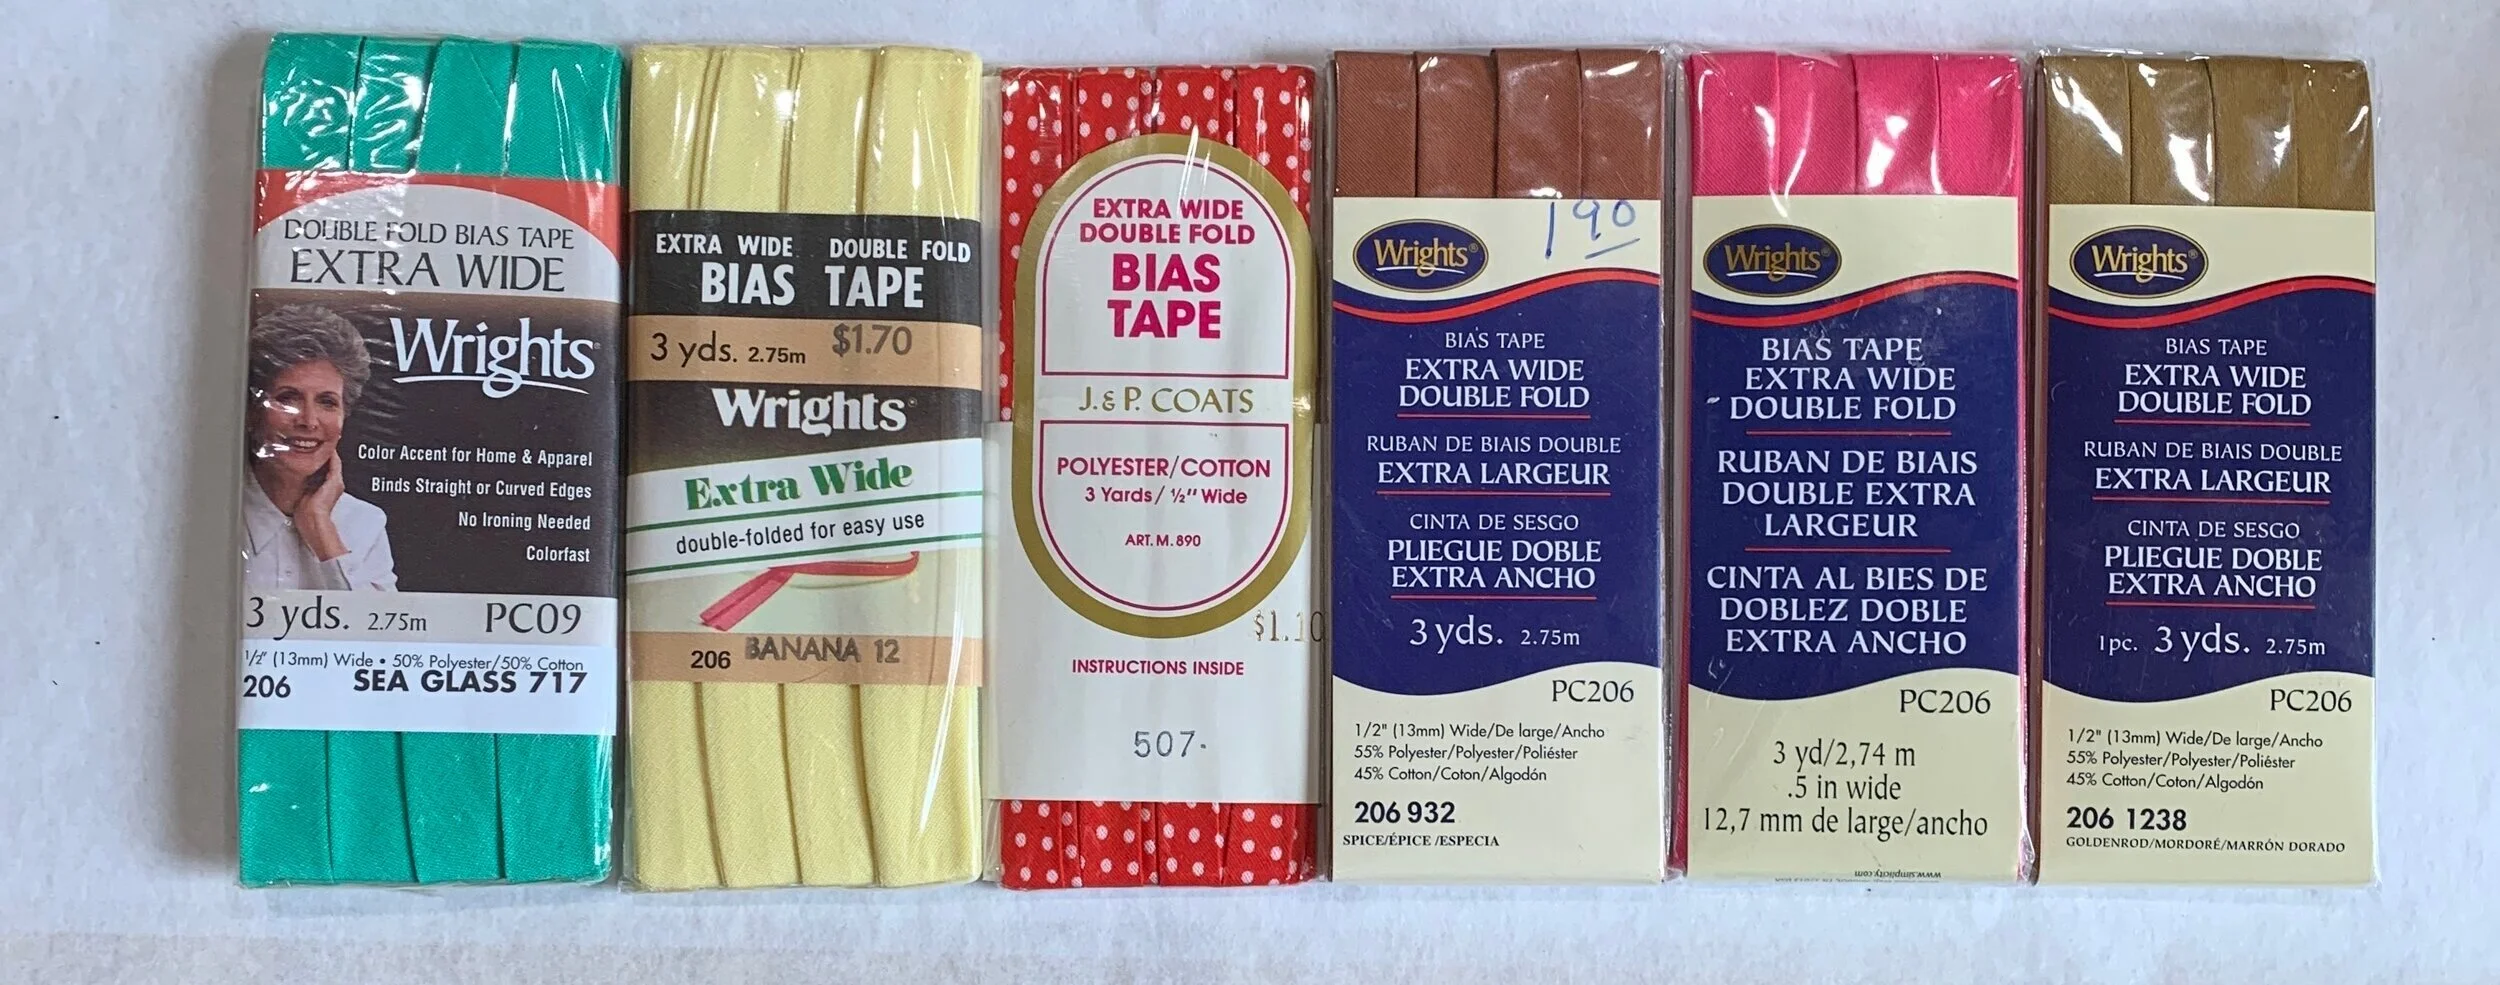 DOUBLE FOLD BIAS TAPE
EXTRA WIDE
Wrights
Color Accent for Home & Apparel
Binds Straight or Curved Edges
No Ironing Needed
Colorfast
3 yds. 2.75m PC09
1/2" (13mm) Wide • 50% Polyester/50% Cotton
206 SEA GLASS 717
EXTRA WIDE DOUBLE FOLD
BIAS TAPE
3 yds. 2.75m $1.70
Wrights®
Extra Wide
double-folded for easy use
206 BANANA 12
EXTRA WIDE
DOUBLE FOLD
BIAS
TAPE
J. & P. COATS
POLYESTER/COTTON
3 Yards / ½" Wide
ART. M. 890
$1.10
INSTRUCTIONS INSIDE
507-
190
Wrights®
BIAS TAPE
EXTRA WIDE
DOUBLE FOLD
RUBAN DE BIAIS DOUBLE
EXTRA LARGEUR
CINTA DE SESGO
PLIEGUE DOBLE
EXTRA ANCHO
3 yds. 2.75m
PC206
1/2" (13mm) Wide/De large/Ancho
55% Polyester/Polyester/Poliéster
45% Cotton/Coton/Algodón
206 932
SPICE/ÉPICE /ESPECIA
Wrights®
BIAS TAPE
EXTRA WIDE
DOUBLE FOLD
RUBAN DE BIAIS
DOUBLE EXTRA
LARGEUR
CINTA AL BIES DE
DOBLEZ DOBLE
EXTRA ANCHO
PC206
3 yd/2,74 m
.5 in wide
12,7 mm de large/ancho
www.simplicity.com
Wrights®
BIAS TAPE
EXTRA WIDE
DOUBLE FOLD
RUBAN DE BIAIS DOUBLE
EXTRA LARGEUR
CINTA DE SESGO
PLIEGUE DOBLE
EXTRA ANCHO
1pc. 3 yds. 2.75m
PC206
1/2" (13mm) Wide/De large/Ancho
55% Polyester/Polyester/Poliéster
45% Cotton/Coton/Algodón
206 1238
GOLDENROD/MORDORÉ/MARRÓN DORADO